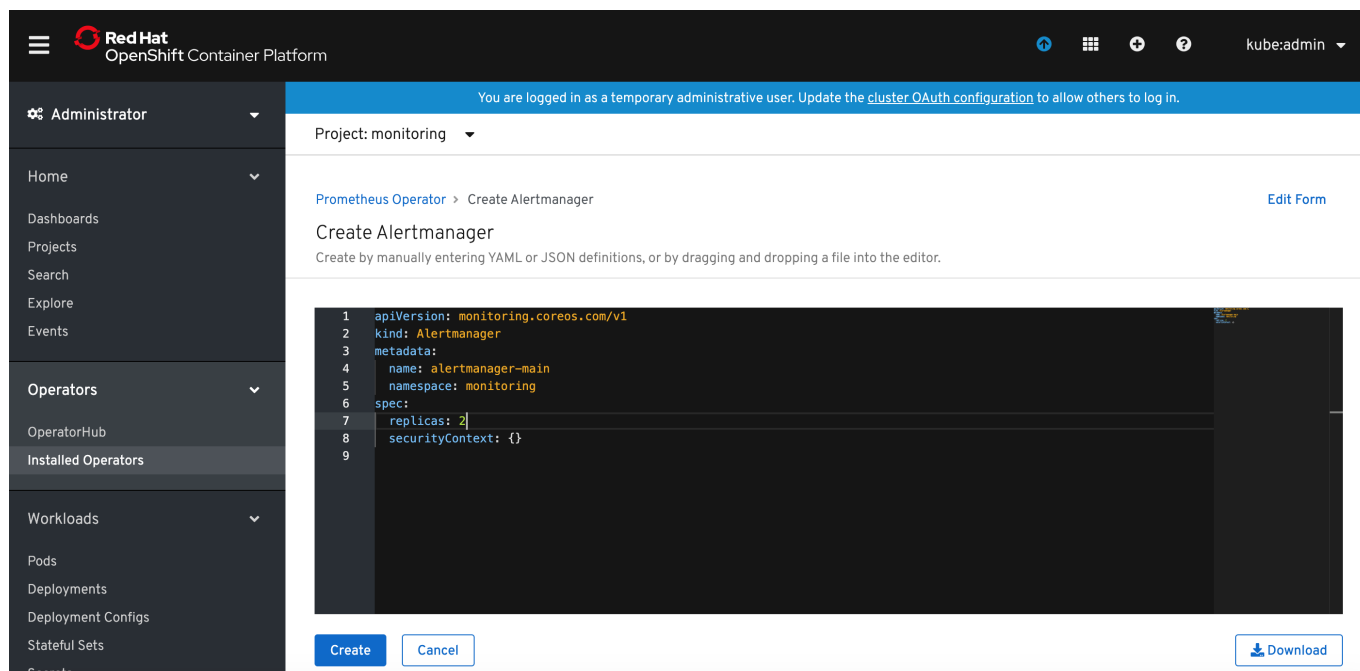 Red Hat
OpenShift Container Platform
kube:admin
Administrator
You are logged in as a temporary administrative user. Update the cluster OAuth configuration to allow others to log in.
Project: monitoring
Home
Dashboards
Projects
Search
Explore
Events
Operators
OperatorHub
Installed Operators
Workloads
Pods
Deployments
Deployment Configs
Stateful Sets
Prometheus Operator > Create Alertmanager
Edit Form
Create Alertmanager
Create by manually entering YAML or JSON definitions, or by dragging and dropping a file into the editor.
1 apiVersion: monitoring.coreos.com/v1
2 kind: Alertmanager
3 metadata:
4   name: alertmanager-main
5   namespace: monitoring
6 spec:
7   replicas: 2
8   securityContext: {}
9
Create
Cancel
Download